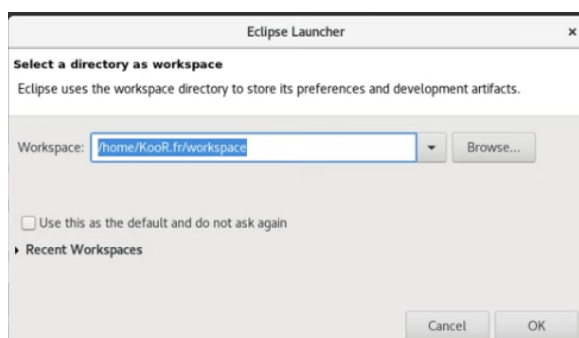 Eclipse Launcher
Select a directory as workspace
Eclipse uses the workspace directory to store its preferences and development artifacts.
Workspace: /home/KooR.fr/workspace Browse...
Use this as the default and do not ask again
Recent Workspaces
Cancel OK